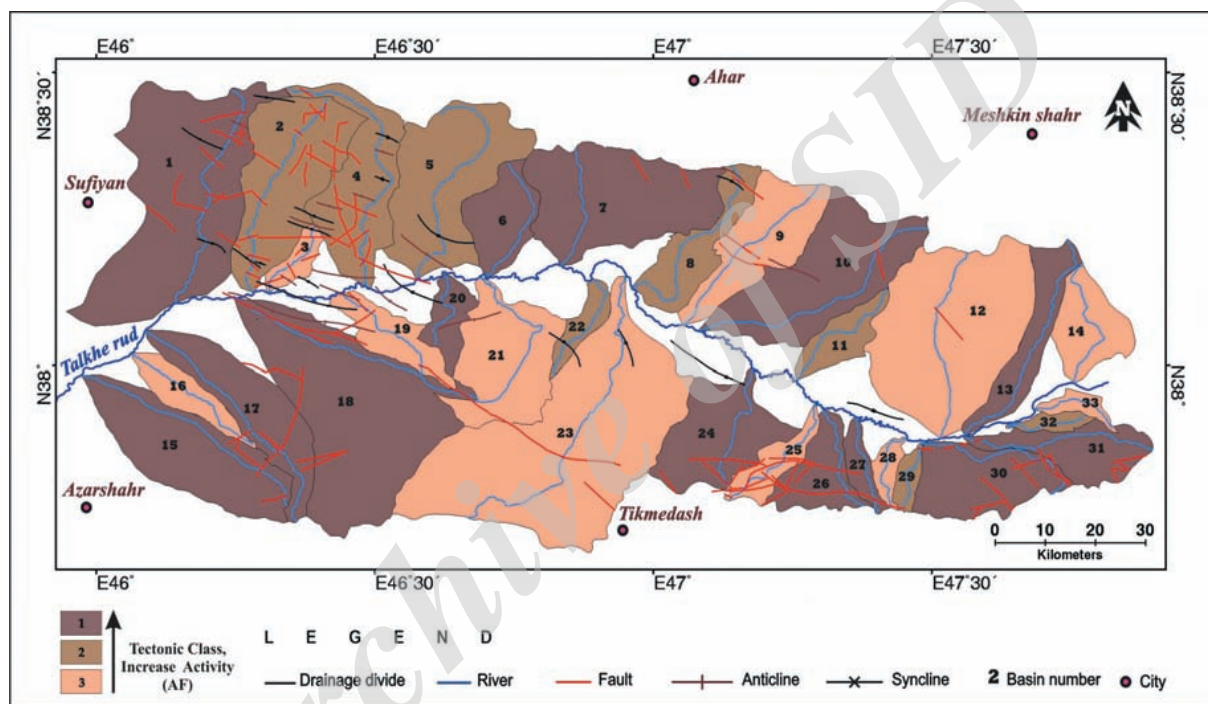 E46° E46°30´ E47° E47°30´
N38°30´ N38°30´
Ahar
Meshkin shahr
N
Sufiyan
1 2 3 4 5 6 7 8 9 10 11 12 13 14
Talkhe rud
N38° N38°
15 16 17 18 19 20 21 22 23 24 25 26 27 28 29 30 31 32 33
Azarshahr
Tikmedash
0 10 20 30
Kilometers
E46° E46°30´ E47° E47°30´
1
2
3
Tectonic Class,
Increase Activity
(AF)
L E G E N D
Drainage divide River Fault Anticline Syncline 2 Basin number City
Archive of SID